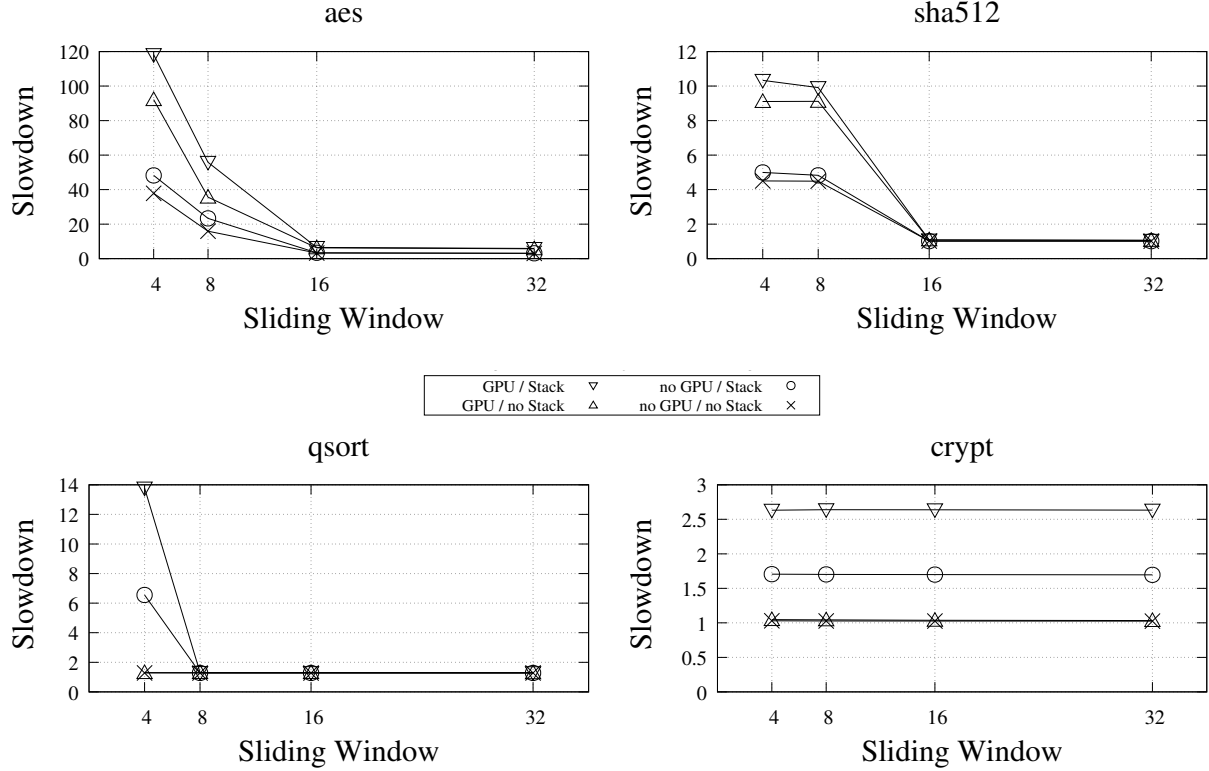 aes
120
100
80
60
40
20
0
Slowdown
4 8 16 32
Sliding Window
sha512
12
10
8
6
4
2
0
Slowdown
4 8 16 32
Sliding Window
GPU / Stack no GPU / Stack
GPU / no Stack no GPU / no Stack
qsort
14
12
10
8
6
4
2
0
Slowdown
4 8 16 32
Sliding Window
crypt
3
2.5
2
1.5
1
0.5
0
Slowdown
4 8 16 32
Sliding Window